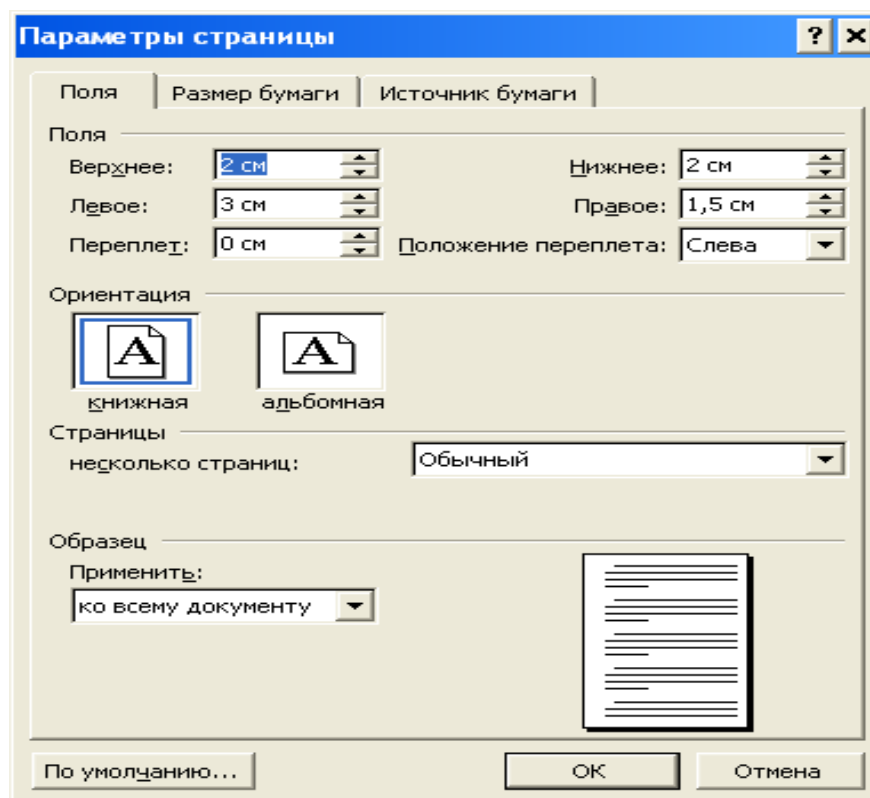 Параметры страницы
Поля Размер бумаги Источник бумаги
Поля
Верхнее: 2 см Нижнее: 2 см
Левое: 3 см Правое: 1,5 см
Переплет: 0 см Положение переплета: Слева
Ориентация
A A
книжная альбомная
Страницы
несколько страниц: Обычный
Образец
Применить:
ко всему документу
По умолчанию... ОК Отмена